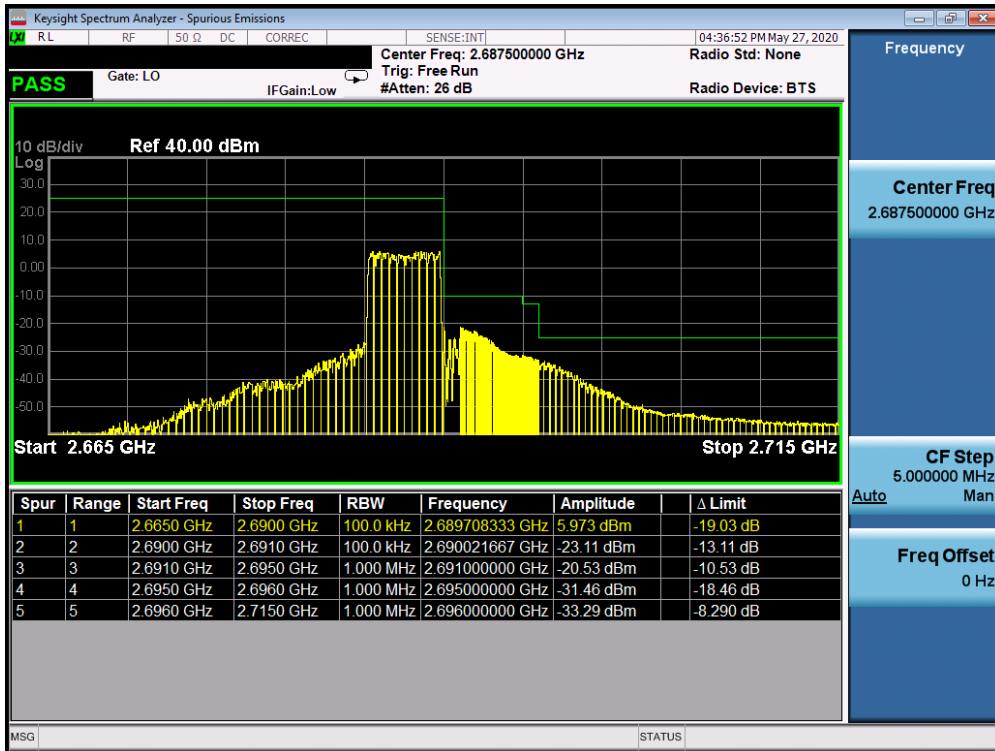 Keysight Spectrum Analyzer - Spurious Emissions
LXI RL RF 50 Ω DC CORREC SENSE:INT 04:36:52 PM May 27, 2020
Center Freq: 2.687500000 GHz Radio Std: None
PASS Gate: LO Trig: Free Run
IFGain:Low #Atten: 26 dB Radio Device: BTS
Frequency
10 dB/div Ref 40.00 dBm
Log
30.0
20.0
10.0
0.00
-10.0
-20.0
-30.0
-40.0
-50.0
Start 2.665 GHz Stop 2.715 GHz
Center Freq
2.687500000 GHz
CF Step
5.000000 MHz
Auto Man
Freq Offset
0 Hz
Spur Range Start Freq Stop Freq RBW Frequency Amplitude Δ Limit
1 1 2.6650 GHz 2.6900 GHz 100.0 kHz 2.689708333 GHz 5.973 dBm -19.03 dB
2 2 2.6900 GHz 2.6910 GHz 100.0 kHz 2.690021667 GHz -23.11 dBm -13.11 dB
3 3 2.6910 GHz 2.6950 GHz 1.000 MHz 2.691000000 GHz -20.53 dBm -10.53 dB
4 4 2.6950 GHz 2.6960 GHz 1.000 MHz 2.695000000 GHz -31.46 dBm -18.46 dB
5 5 2.6960 GHz 2.7150 GHz 1.000 MHz 2.696000000 GHz -33.29 dBm -8.290 dB
MSG STATUS